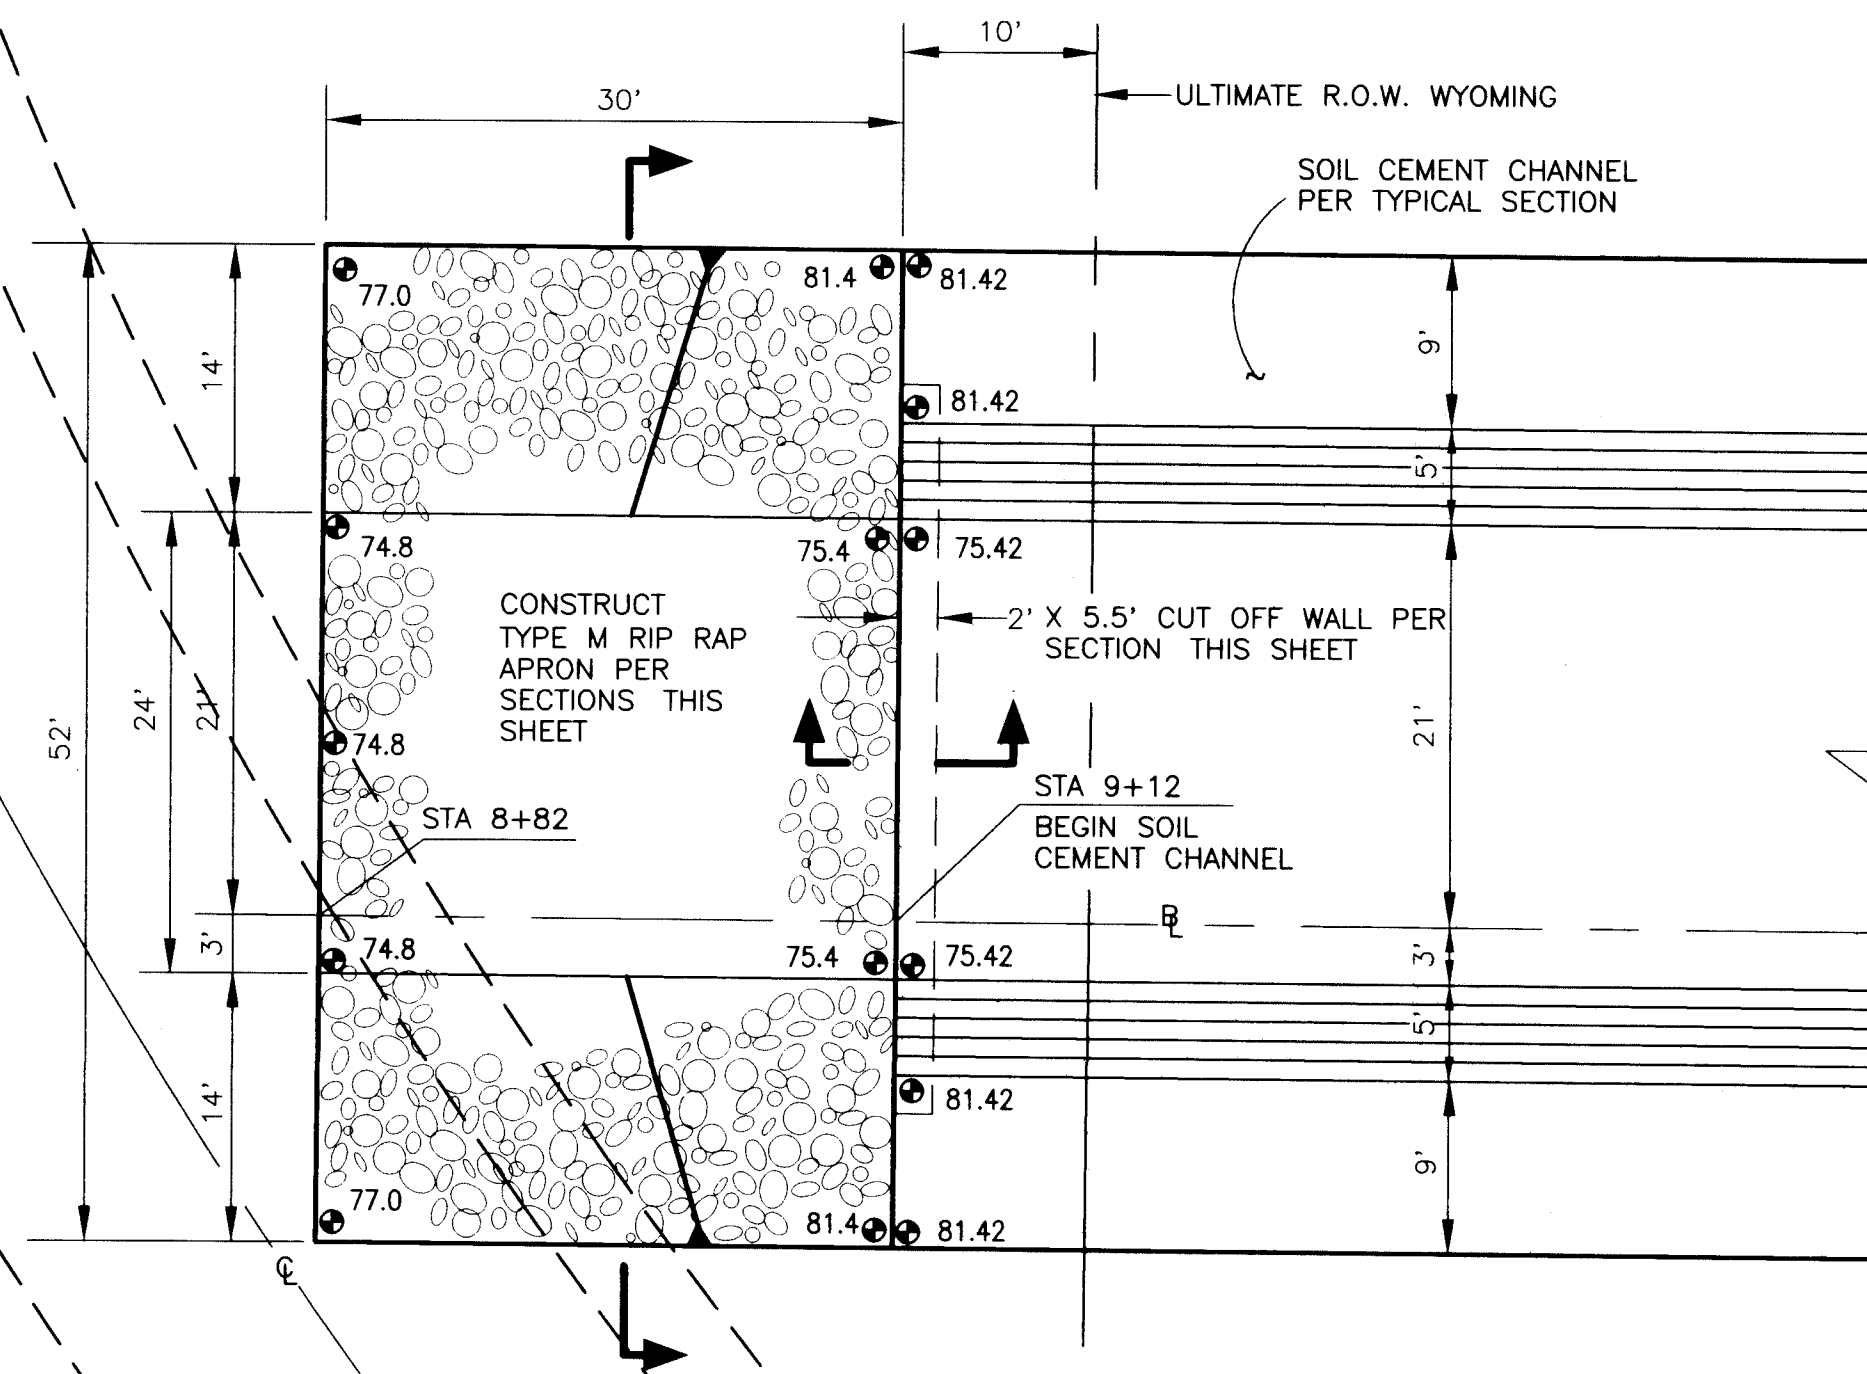 10'
30'
ULTIMATE R.O.W. WYOMING
SOIL CEMENT CHANNEL
PER TYPICAL SECTION
77.0
81.4
81.42
14'
9'
81.42
5'
74.8
75.4
75.42
CONSTRUCT
TYPE M RIP RAP
APRON PER
SECTIONS THIS
SHEET
2' X 5.5' CUT OFF WALL PER
SECTION THIS SHEET
52'
24'
21'
21'
74.8
STA 8+82
STA 9+12
BEGIN SOIL
CEMENT CHANNEL
BL
3'
74.8
75.4
75.42
3'
5'
14'
81.42
9'
77.0
81.4
81.42
CL